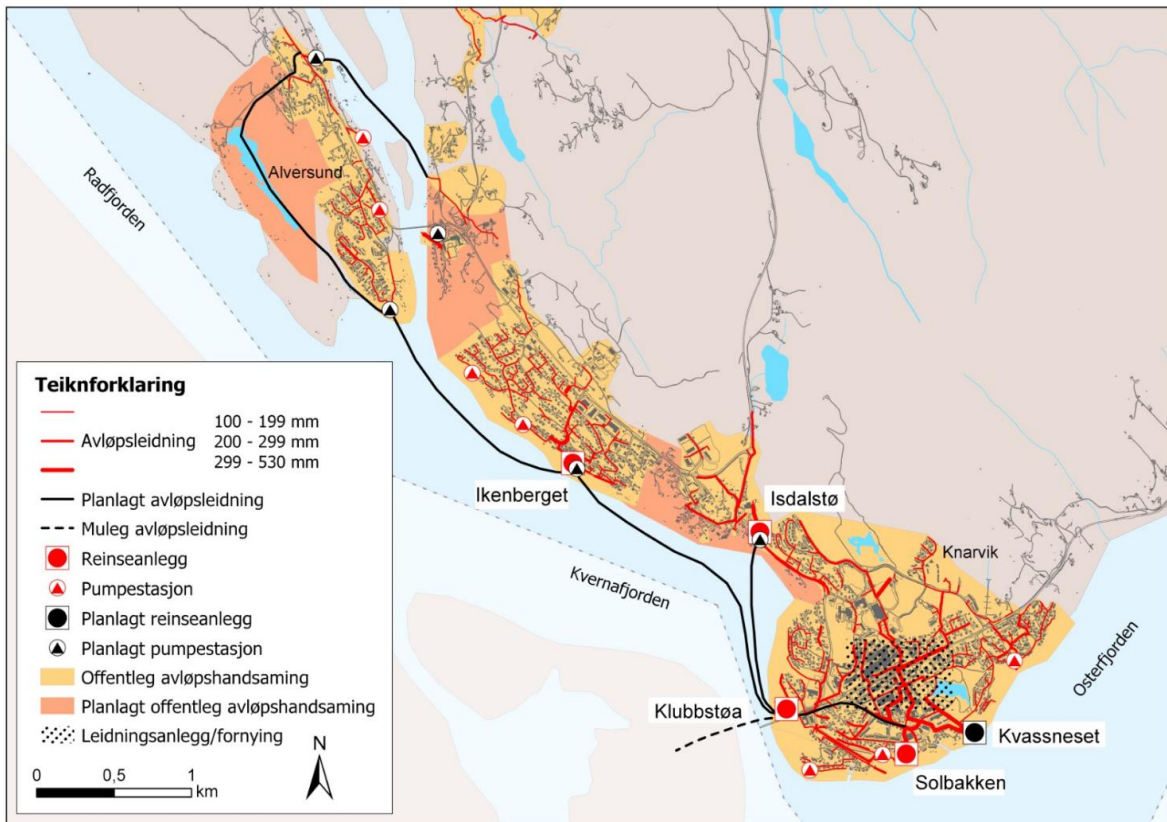 Alversund
Radfjorden
Ikenberget
Isdalstø
Knarvik
Kvernafjorden
Osterfjorden
Klubbstøa
Kvassneset
Solbakken
Teiknforklaring
100 - 199 mm
Avløpsleidning
200 - 299 mm
299 - 530 mm
Planlagt avløpsleidning
Muleg avløpsleidning
Reinseanlegg
Pumpestasjon
Planlagt reinseanlegg
Planlagt pumpestasjon
Offentleg avløpshandsaming
Planlagt offentleg avløpshandsaming
Leidningsanlegg/fornying
N
0 0,5 1
km